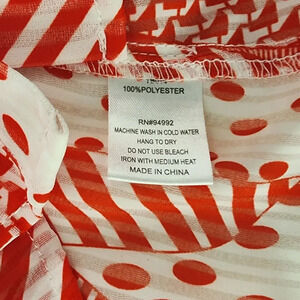 100%POLYESTER
RN#94992
MACHINE WASH IN COLD WATER
HANG TO DRY
DO NOT USE BLEACH
IRON WITH MEDIUM HEAT
MADE IN CHINA